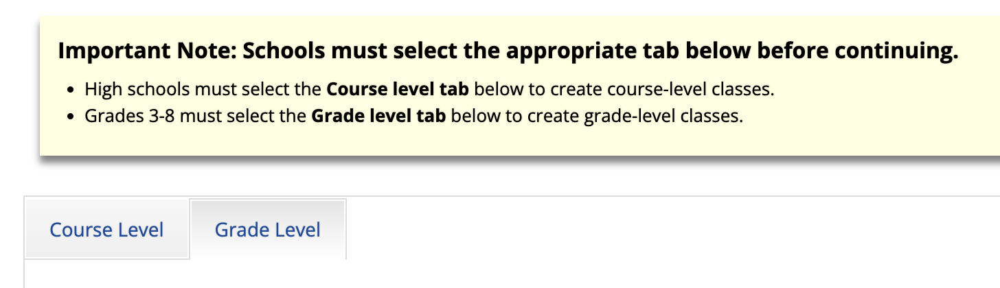 Important Note: Schools must select the appropriate tab below before continuing.
• High schools must select the Course level tab below to create course-level classes.
• Grades 3-8 must select the Grade level tab below to create grade-level classes.
Course Level Grade Level